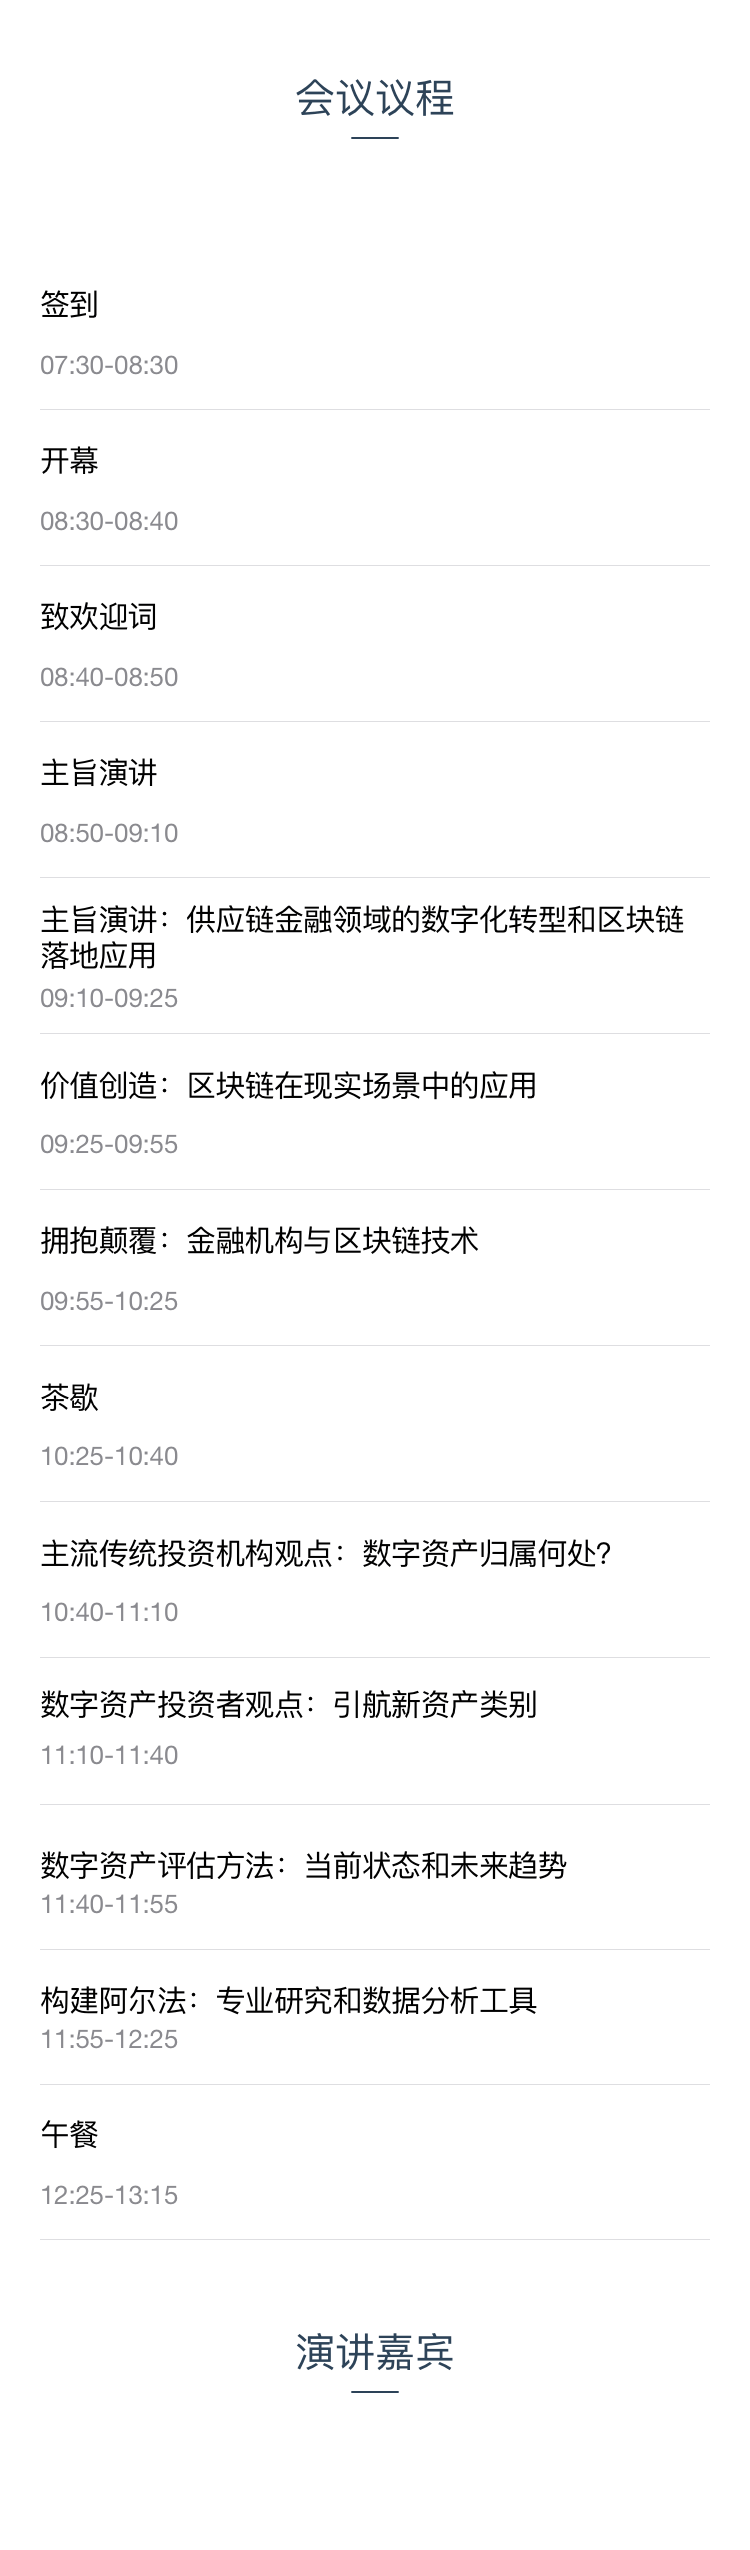 会议议程
签到
07:30-08:30
开幕
08:30-08:40
致欢迎词
08:40-08:50
主旨演讲
08:50-09:10
主旨演讲：供应链金融领域的数字化转型和区块链
落地应用
09:10-09:25
价值创造：区块链在现实场景中的应用
09:25-09:55
拥抱颠覆：金融机构与区块链技术
09:55-10:25
茶歇
10:25-10:40
主流传统投资机构观点：数字资产归属何处?
10:40-11:10
数字资产投资者观点：引航新资产类别
11:10-11:40
数字资产评估方法：当前状态和未来趋势
11:40-11:55
构建阿尔法：专业研究和数据分析工具
11:55-12:25
午餐
12:25-13:15
演讲嘉宾